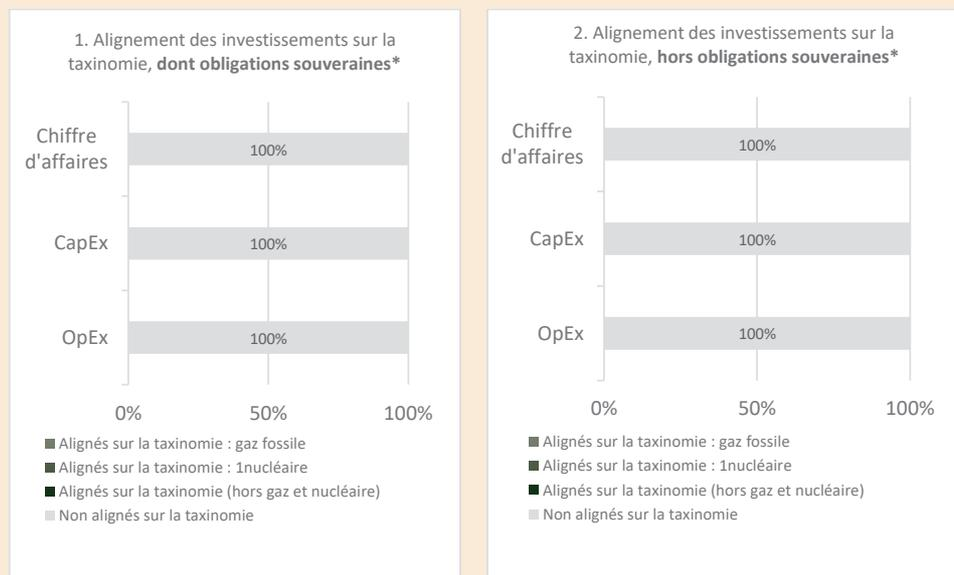 1. Alignement des investissements sur la
taxinomie, dont obligations souveraines*
Chiffre
d'affaires
100%
CapEx
100%
OpEx
100%
0% 50% 100%
Alignés sur la taxinomie : gaz fossile
Alignés sur la taxinomie : 1nucléaire
Alignés sur la taxinomie (hors gaz et nucléaire)
Non alignés sur la taxinomie
2. Alignement des investissements sur la
taxinomie, hors obligations souveraines*
Chiffre
d'affaires
100%
CapEx
100%
OpEx
100%
0% 50% 100%
Alignés sur la taxinomie : gaz fossile
Alignés sur la taxinomie : 1nucléaire
Alignés sur la taxinomie (hors gaz et nucléaire)
Non alignés sur la taxinomie